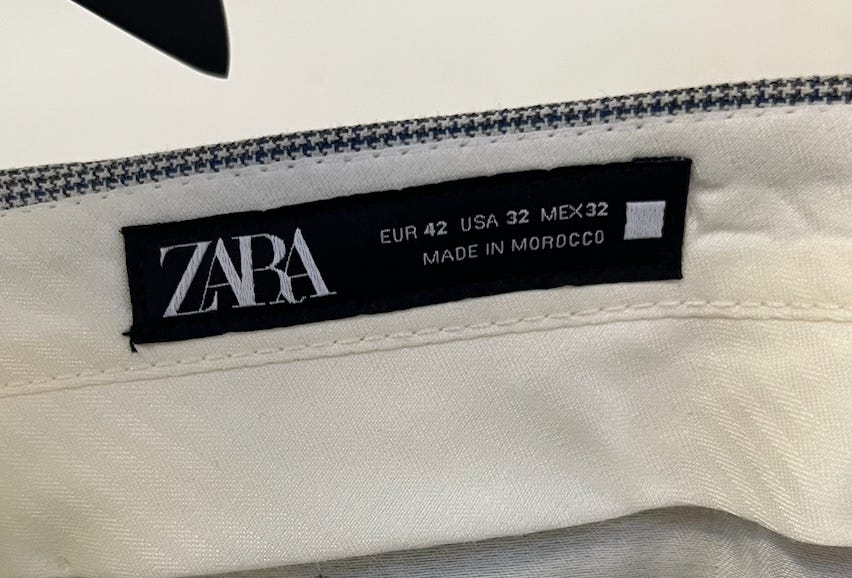 ZARA
EUR 42 USA 32 MEX 32
MADE IN MOROCCO